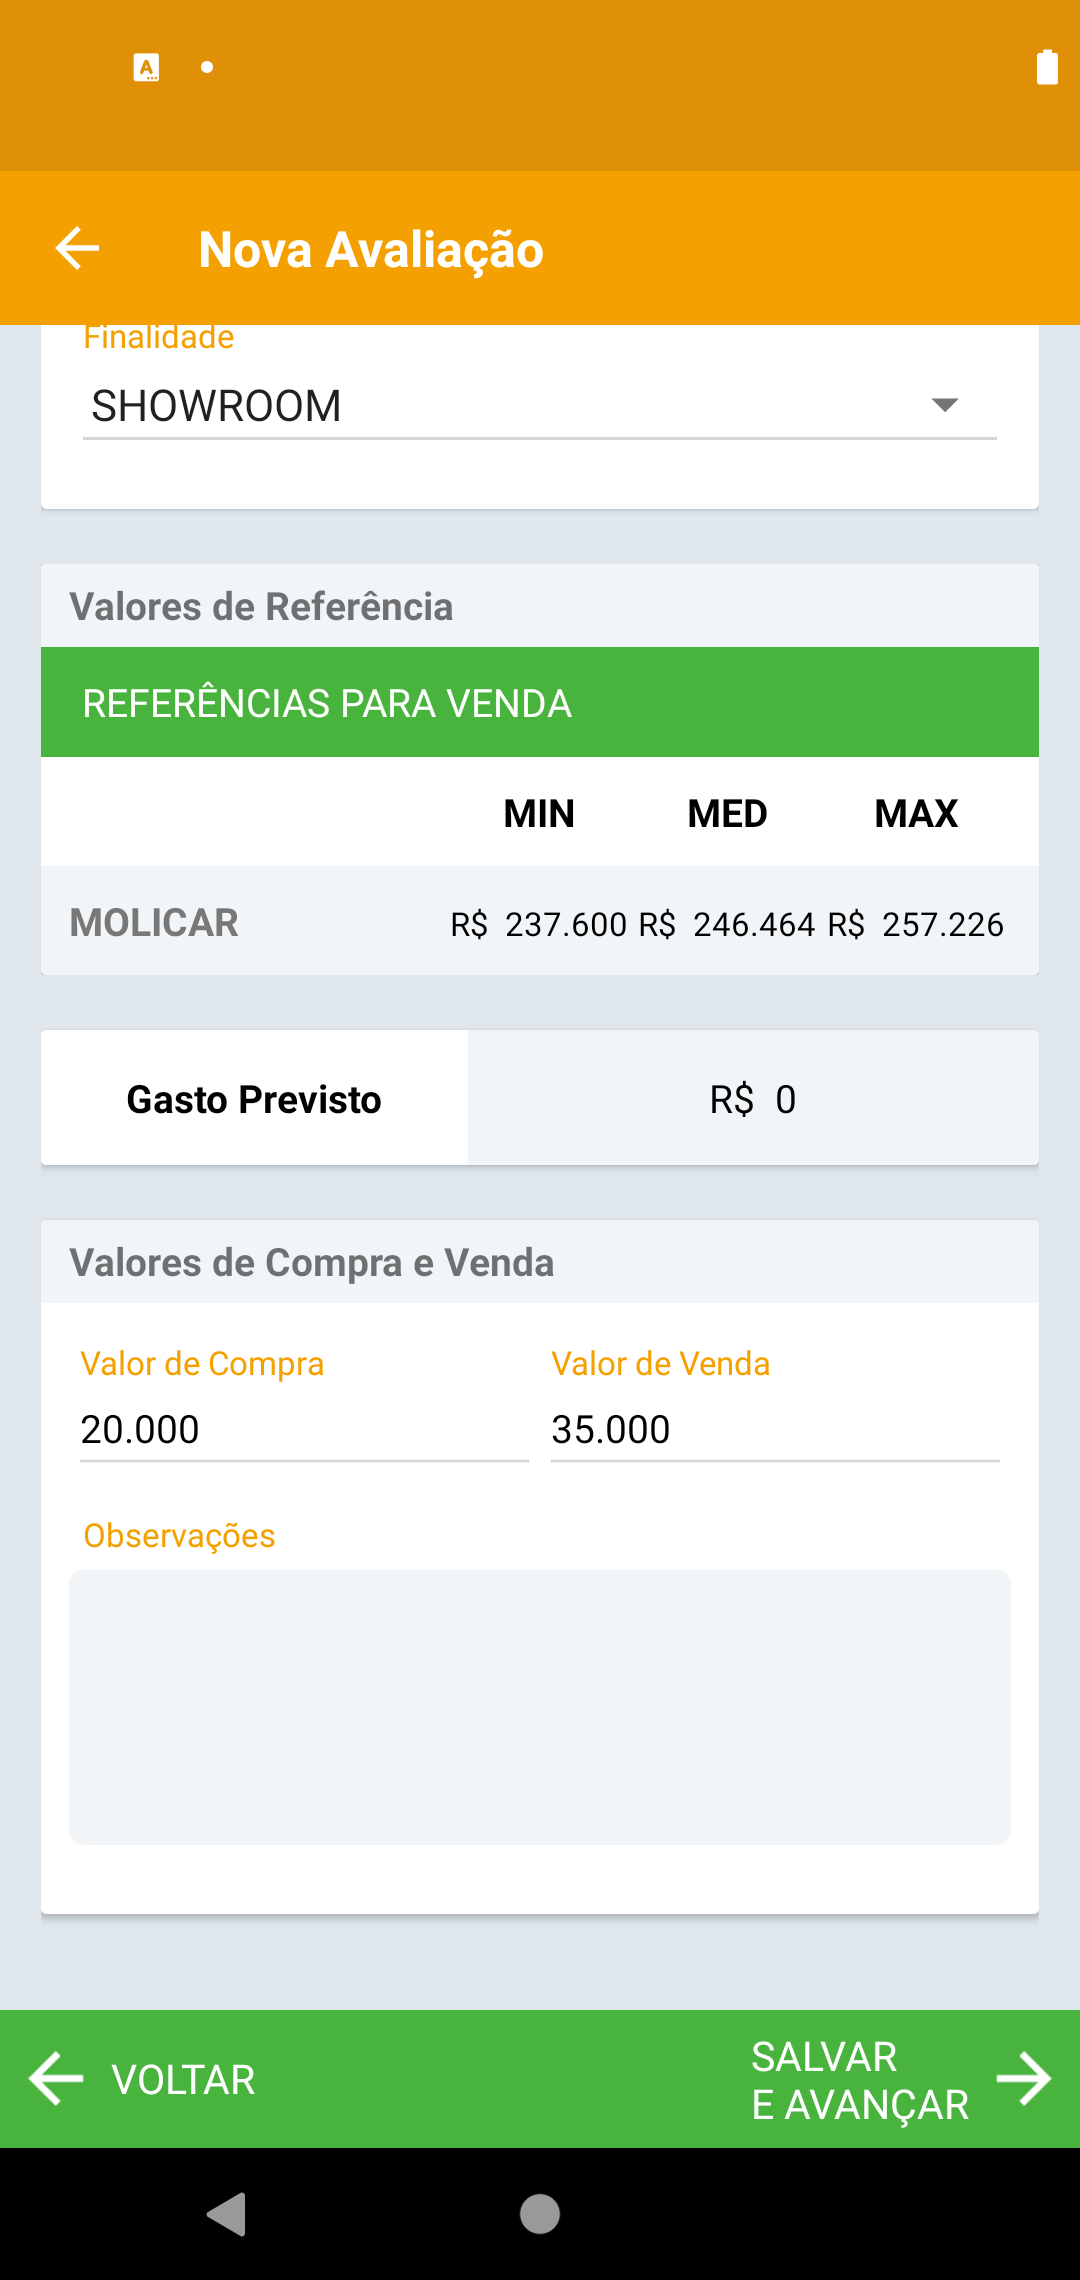 Nova Avaliação
Finalidade
SHOWROOM
Valores de Referência
REFERÊNCIAS PARA VENDA
MIN MED MAX
MOLICAR R$ 237.600 R$ 246.464 R$ 257.226
Gasto Previsto R$ 0
Valores de Compra e Venda
Valor de Compra Valor de Venda
20.000 35.000
Observações
VOLTAR
SALVAR
E AVANÇAR